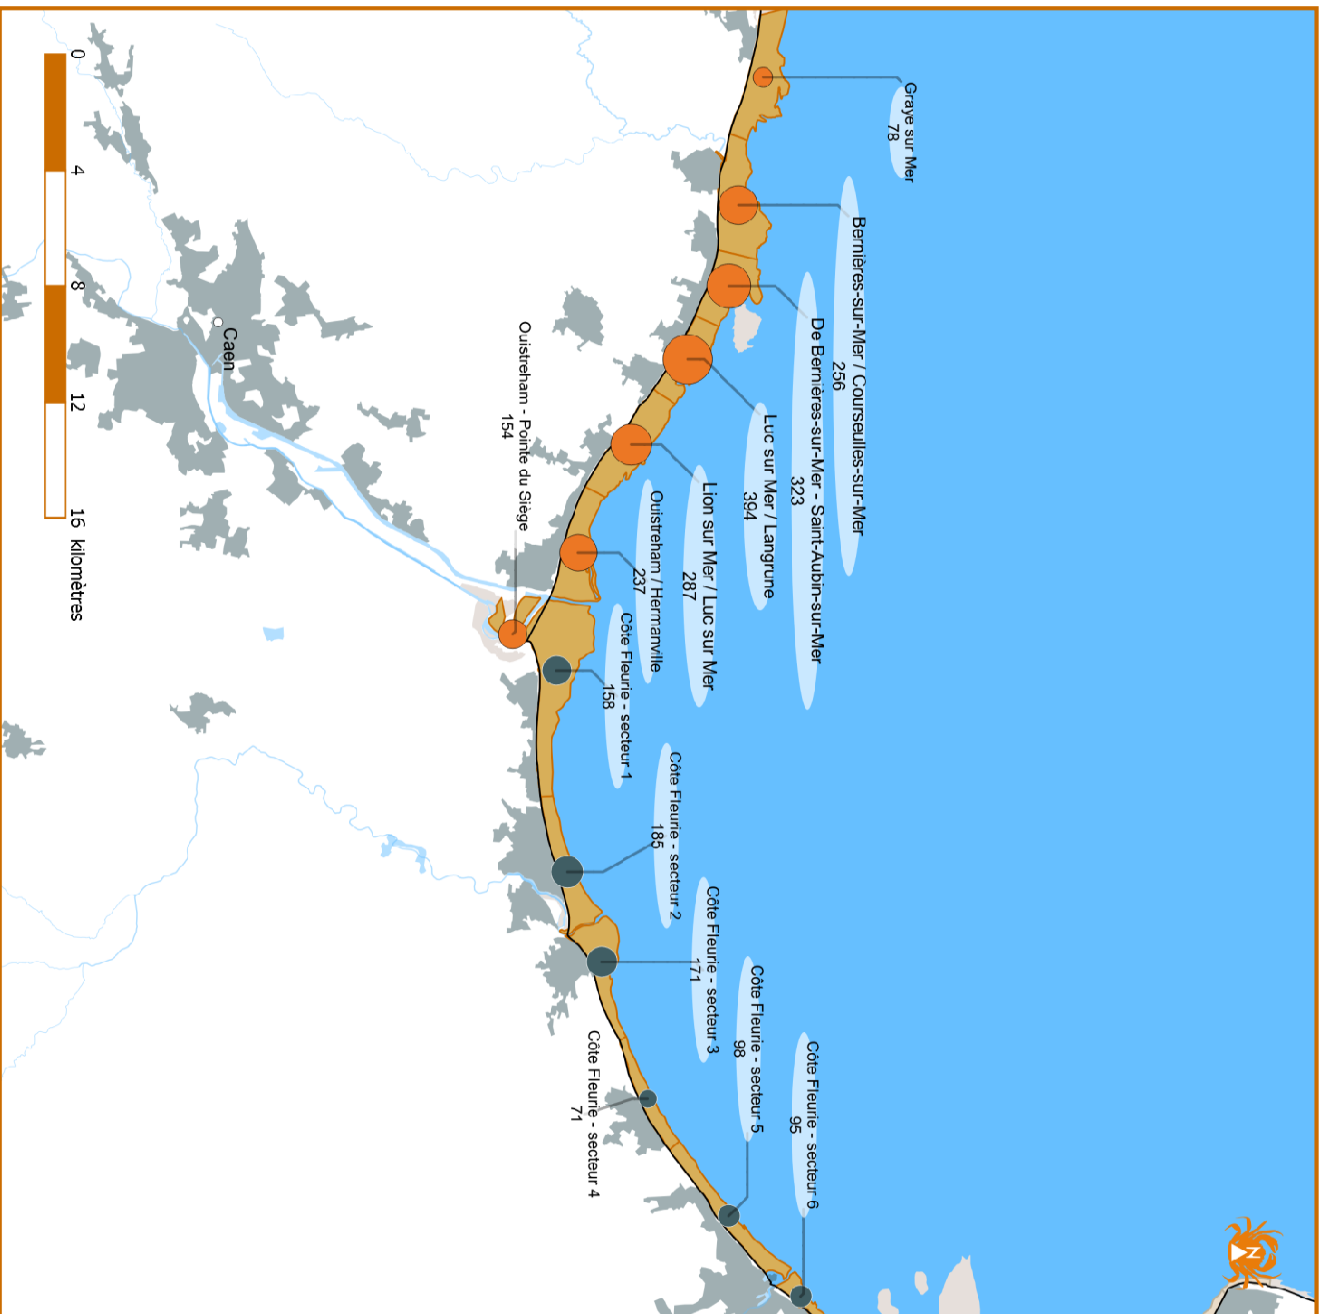 Graye sur Mer
78
Bernières-sur-Mer / Courseulles-sur-Mer
256
De Bernières-sur-Mer - Saint-Aubin-sur-Mer
323
Luc sur Mer / Langrune
394
Lion sur Mer / Luc sur Mer
287
Ouistreham / Hermanville
237
Ouistreham - Pointe du Siège
154
Côte Fleurie - secteur 1
158
Côte Fleurie - secteur 2
185
Côte Fleurie - secteur 3
171
Côte Fleurie - secteur 4
71
Côte Fleurie - secteur 5
98
Côte Fleurie - secteur 6
95
Caen
N
0 4 8 12 16 kilomètres